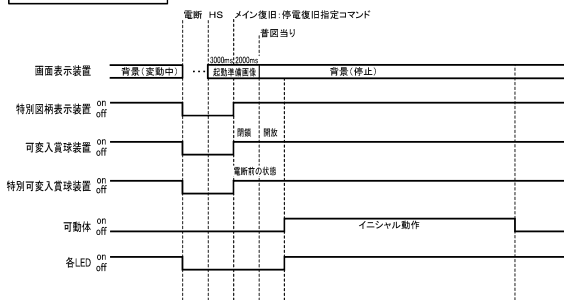 電断 HS メイン復旧:停電復旧指定コマンド
普図当り
3000ms 2000ms
画面表示装置 背景(変動中) ・・・ 起動準備画像 背景(停止)
特別図柄表示装置 on
off
閉鎖 開放
可変入賞球装置 on
off
電断前の状態
特別可変入賞球装置 on
off
可動体 on
off
イニシャル動作
各LED on
off